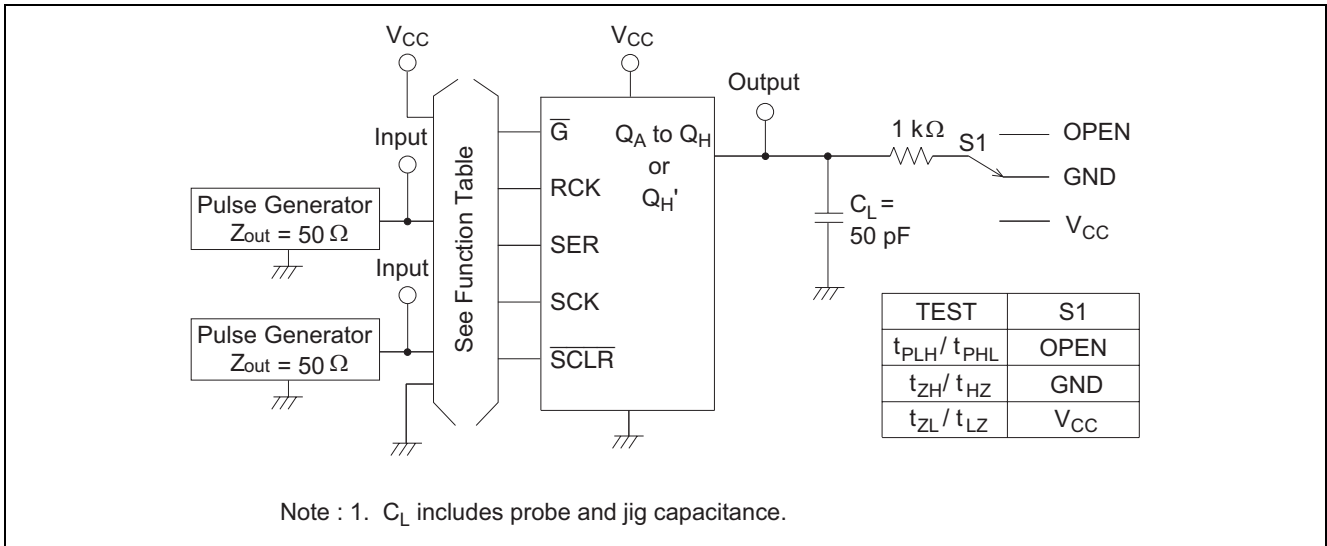 VCC
VCC
Output
Input
1 kΩ
S1
OPEN
GND
VCC
Pulse Generator
Zout = 50 Ω
Input
Pulse Generator
Zout = 50 Ω
See Function Table
G̅
RCK
SER
SCK
S̅C̅L̅R̅
QA to QH
or
QH'
CL =
50 pF
TEST S1
tPLH / tPHL OPEN
tZH / tHZ GND
tZL / tLZ VCC
Note : 1. CL includes probe and jig capacitance.